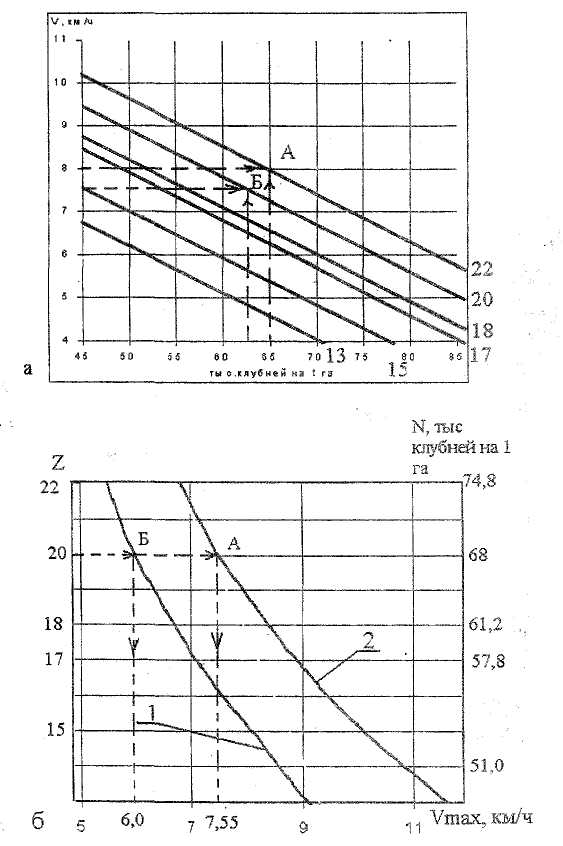 V, км/ч
11
10
9
8
7
6
5
4
А
Б
22
20
18
17
15
13
45 50 55 60 65 70 75 80 85
тыс.клубней на 1 га
а
N, тыс
клубней на 1
га
Z
22
20
18
17
15
74,8
68
61,2
57,8
51,0
Б
А
1
2
5 6,0 7 7,55 9 11 Vmax, км/ч
б